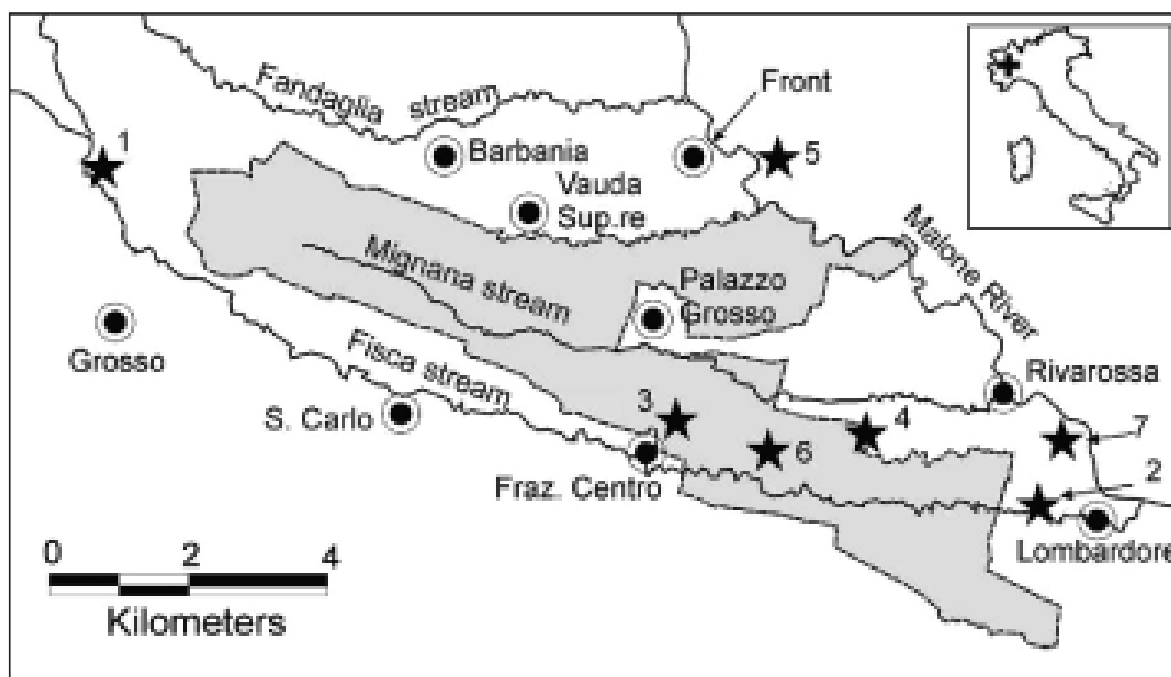 Fandaglia stream
Front
1
Barbania
5
Vauda
Sup.re
Malone River
Mignana stream
Palazzo
Grosso
Grosso
Fisca stream
Rivarossa
S. Carlo
3
4
7
6
Fraz. Centro
2
Lombardore
0 2 4
Kilometers